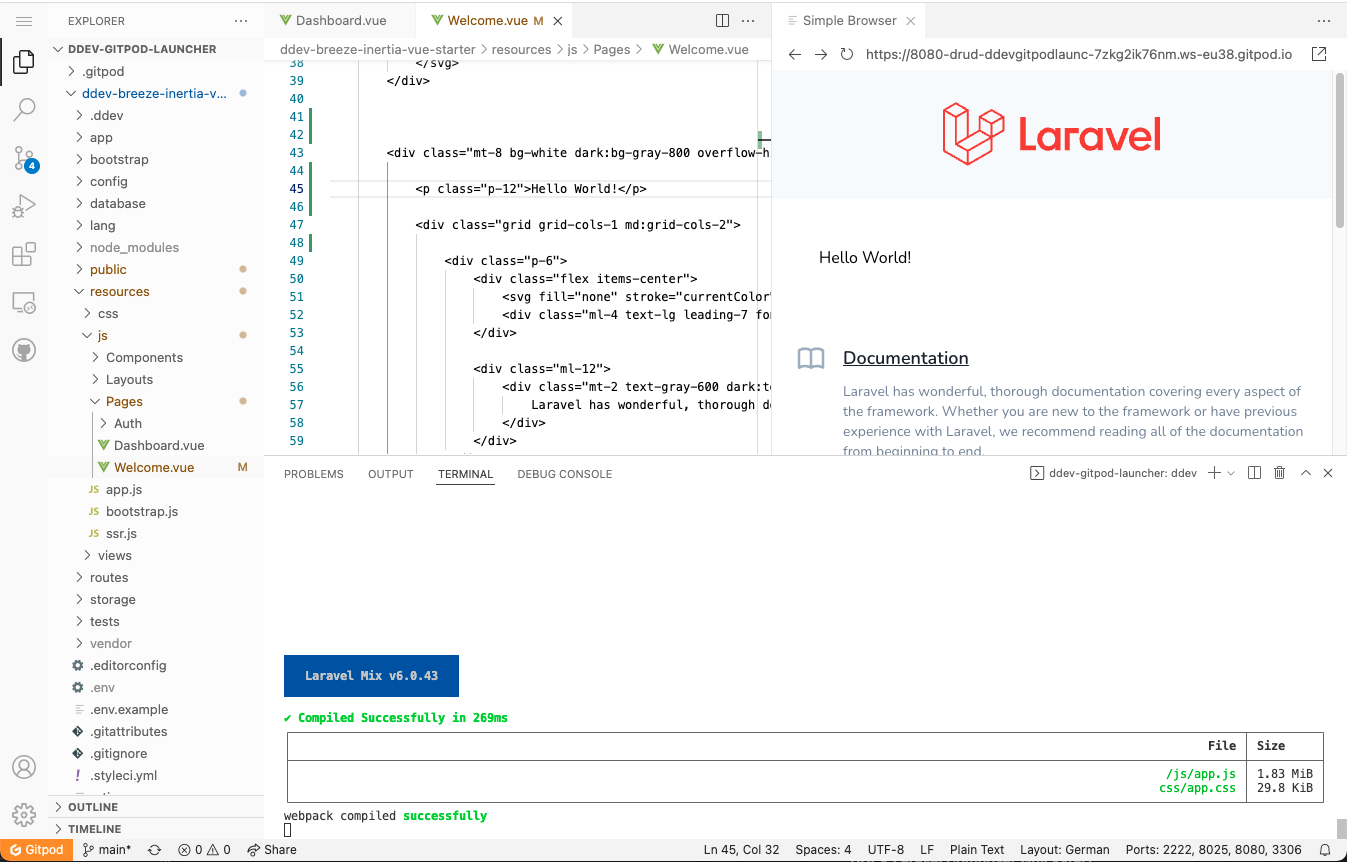 EXPLORER
DDEV-GITPOD-LAUNCHER
.gitpod
ddev-breeze-inertia-v...
.ddev
app
bootstrap
config
database
lang
node_modules
public
resources
css
js
Components
Layouts
Pages
Auth
Dashboard.vue
Welcome.vue M
JS app.js
JS bootstrap.js
JS ssr.js
views
routes
storage
tests
vendor
.editorconfig
.env
.env.example
.gitattributes
.gitignore
! .styleci.yml
OUTLINE
TIMELINE
4
Dashboard.vue
Welcome.vue M
ddev-breeze-inertia-vue-starter > resources > js > Pages > Welcome.vue
38 </svg>
39 </div>
40
41
42
43 <div class="mt-8 bg-white dark:bg-gray-800 overflow-h
44
45 <p class="p-12">Hello World!</p>
46
47 <div class="grid grid-cols-1 md:grid-cols-2">
48
49 <div class="p-6">
50 <div class="flex items-center">
51 <svg fill="none" stroke="currentColor"
52 <div class="ml-4 text-lg leading-7 fo
53 </div>
54
55 <div class="ml-12">
56 <div class="mt-2 text-gray-600 dark:te
57 Laravel has wonderful, thorough do
58 </div>
59 </div>
Simple Browser
https://8080-drud-ddevgitpodlaunc-7zkg2ik76nm.ws-eu38.gitpod.io
Laravel
Hello World!
Documentation
Laravel has wonderful, thorough documentation covering every aspect of
the framework. Whether you are new to the framework or have previous
experience with Laravel, we recommend reading all of the documentation
from beginning to end.
PROBLEMS OUTPUT TERMINAL DEBUG CONSOLE
ddev-gitpod-launcher: ddev
Laravel Mix v6.0.43
✔ Compiled Successfully in 269ms
File Size
/js/app.js 1.83 MiB
css/app.css 29.8 KiB
webpack compiled successfully
Gitpod main* 0 0 Share
Ln 45, Col 32 Spaces: 4 UTF-8 LF Plain Text Layout: German Ports: 2222, 8025, 8080, 3306